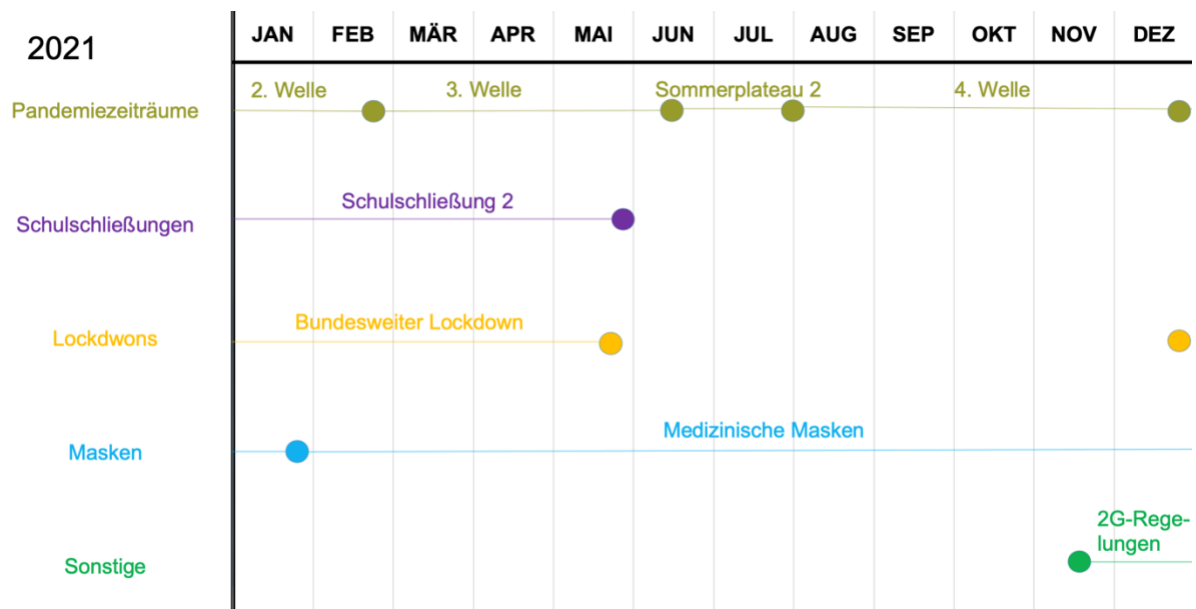 2021
JAN FEB MÄR APR MAI JUN JUL AUG SEP OKT NOV DEZ
Pandemiezeiträume
2. Welle 3. Welle Sommerplateau 2 4. Welle
Schulschließungen
Schulschließung 2
Lockdwons
Bundesweiter Lockdown
Masken
Medizinische Masken
Sonstige
2G-Rege-
lungen